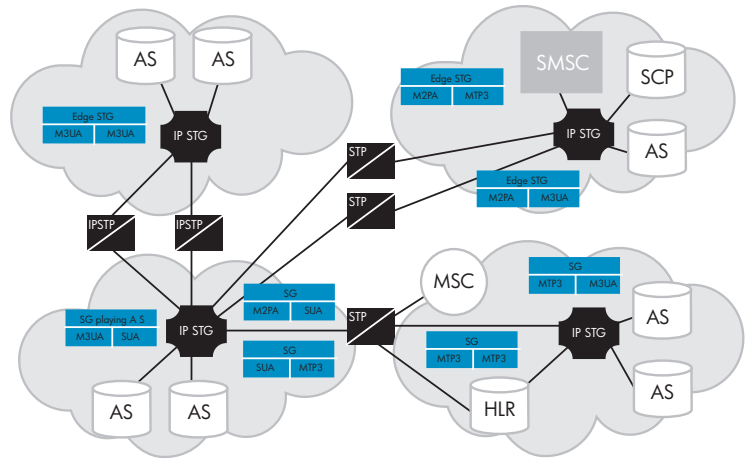 AS AS
Edge STG
M3UA M3UA
IP STG
SMSC
SCP
Edge STG
M2PA MTP3
IP STG
AS
STP
Edge STG
M2PA M3UA
STP
IPSTP IPSTP
SG
M2PA SUA
SG playing A S
M3UA SUA
IP STG
SG
SUA MTP3
AS AS
STP
MSC
SG
MTP3 M3UA
AS
IP STG
SG
MTP3 MTP3
HLR
AS